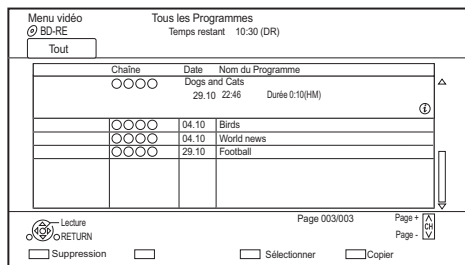 Menu vidéo Tous les Programmes
BD-RE Temps restant 10:30 (DR)
Tout
Chaîne Date Nom du Programme
Dogs and Cats
29.10 22:46 Durée 0:10(HM)
i
04.10 Birds
04.10 World news
29.10 Football
Page 003/003 Page +
CH
Page -
Lecture
RETURN
Suppression Sélectionner Copier